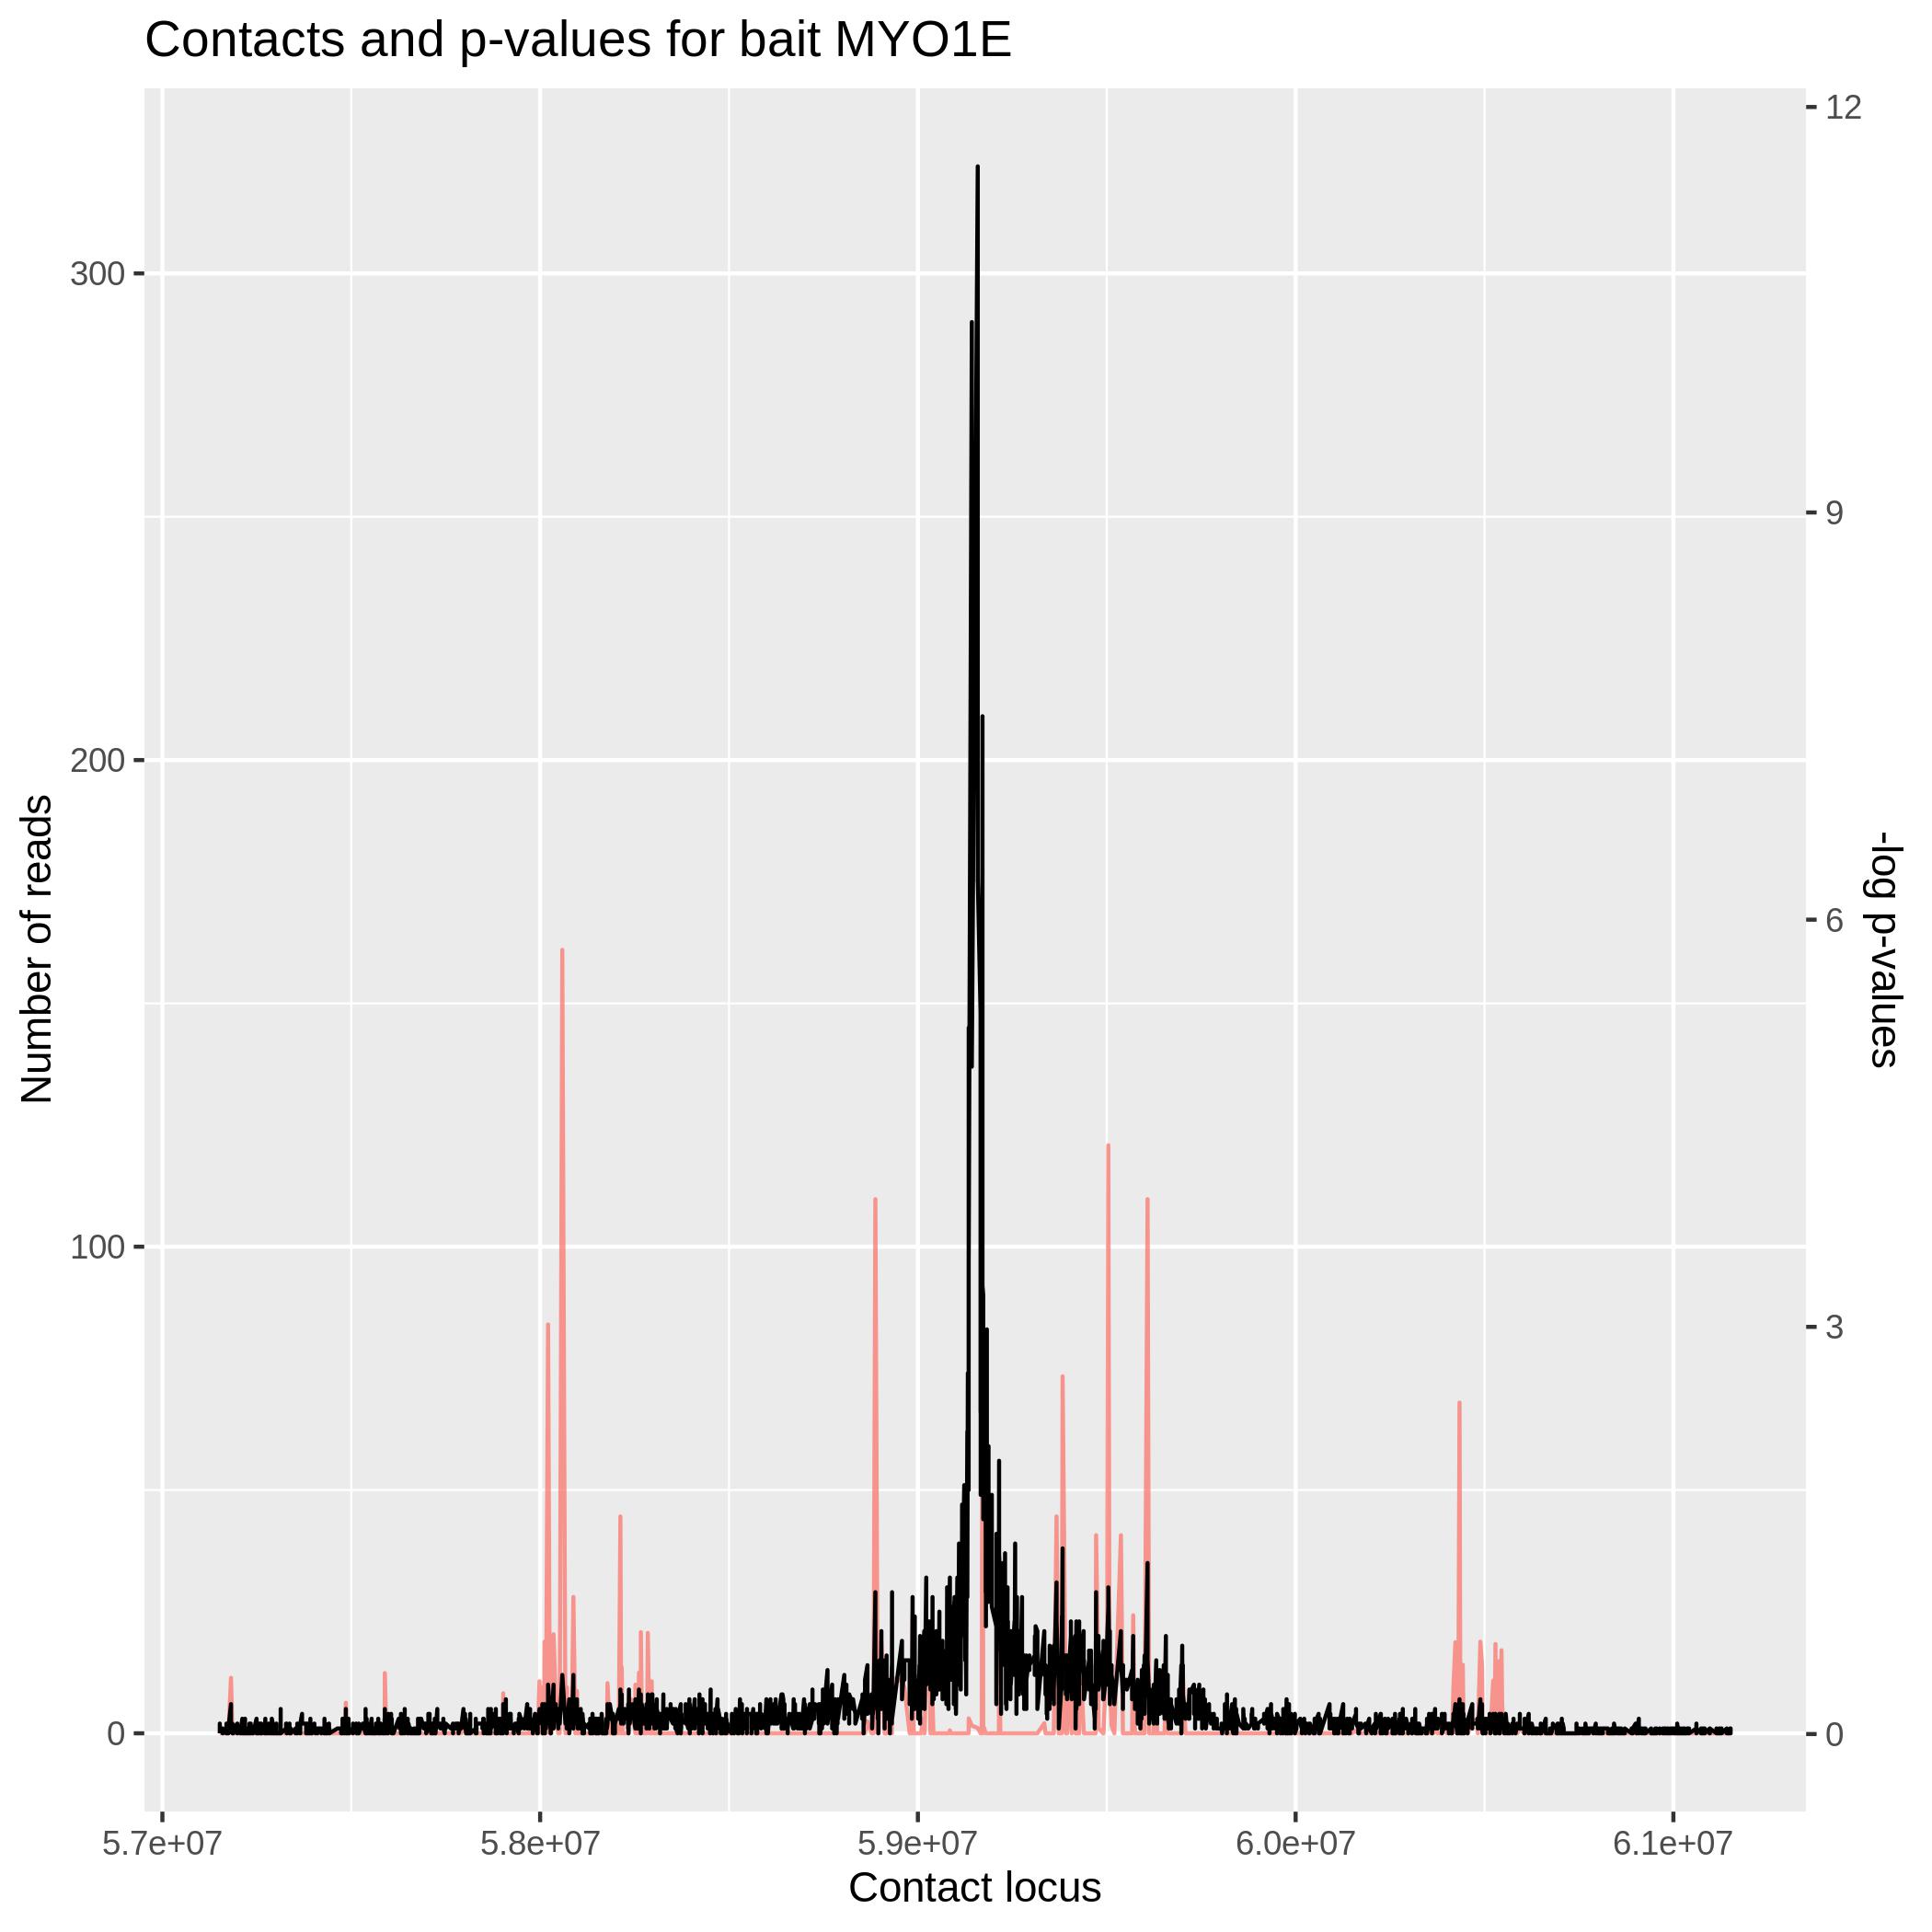 Contacts and p-values for bait MYO1E
12
300
9
200
6
100
3
0
0
Number of reads
-log p-values
5.7e+07
5.8e+07
5.9e+07
6.0e+07
6.1e+07
Contact locus